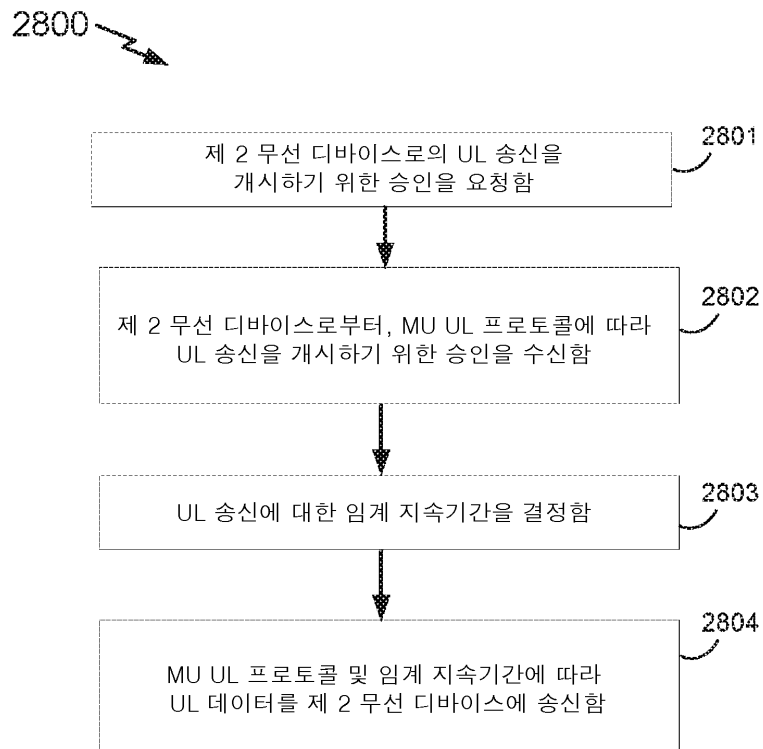 2800
제 2 무선 디바이스로의 UL 송신을
개시하기 위한 승인을 요청함
2801
제 2 무선 디바이스로부터, MU UL 프로토콜에 따라
UL 송신을 개시하기 위한 승인을 수신함
2802
UL 송신에 대한 임계 지속기간을 결정함
2803
MU UL 프로토콜 및 임계 지속기간에 따라
UL 데이터를 제 2 무선 디바이스에 송신함
2804